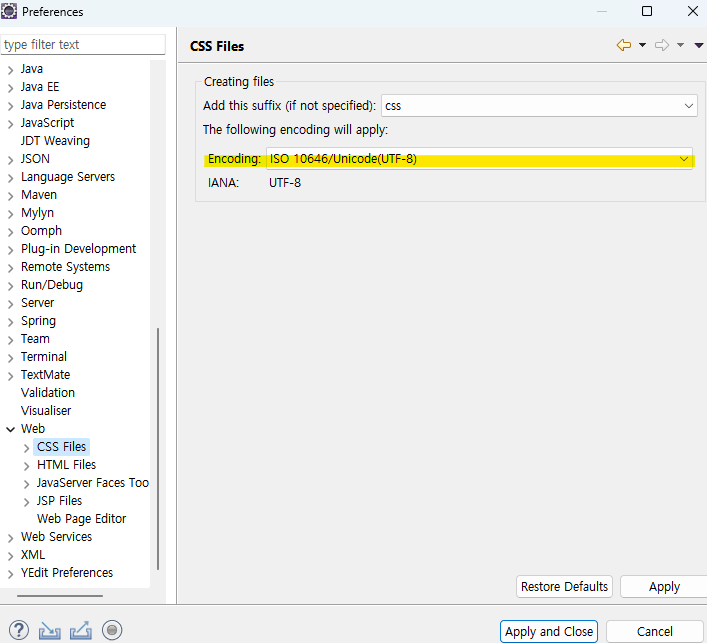 Preferences
type filter text
CSS Files
Java
Java EE
Java Persistence
JavaScript
JDT Weaving
JSON
Language Servers
Maven
Mylyn
Oomph
Plug-in Development
Remote Systems
Run/Debug
Server
Spring
Team
Terminal
TextMate
Validation
Visualiser
Web
CSS Files
HTML Files
JavaServer Faces Too
JSP Files
Web Page Editor
Web Services
XML
YEdit Preferences
Creating files
Add this suffix (if not specified): css
The following encoding will apply:
Encoding: ISO 10646/Unicode(UTF-8)
IANA: UTF-8
Restore Defaults Apply
? Apply and Close Cancel